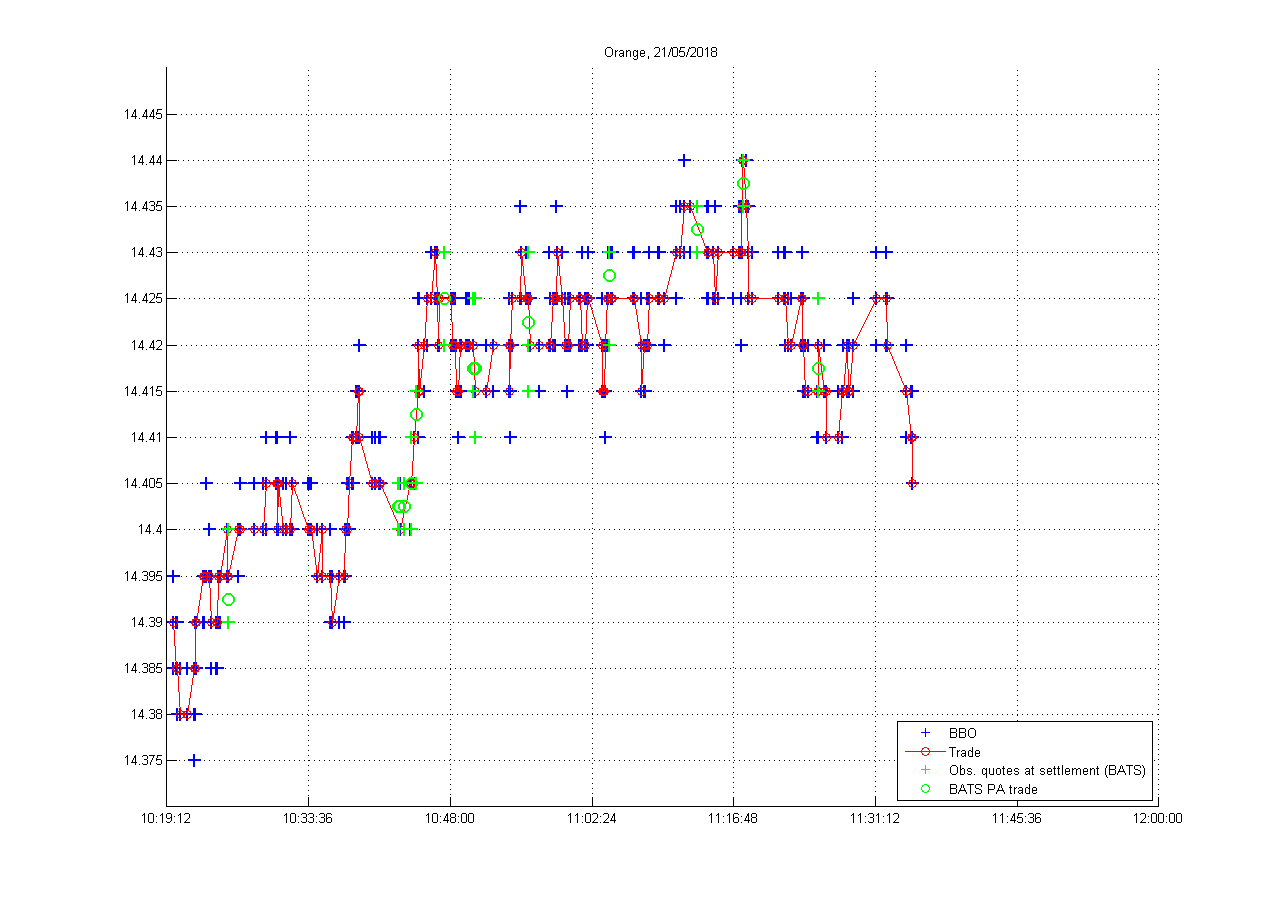 Orange, 21/05/2018
14.445
14.44
14.435
14.43
14.425
14.42
14.415
14.41
14.405
14.4
14.395
14.39
14.385
14.38
14.375
BBO
Trade
Obs. quotes at settlement (BATS)
BATS PA trade
10:19:12 10:33:36 10:48:00 11:02:24 11:16:48 11:31:12 11:45:36 12:00:00